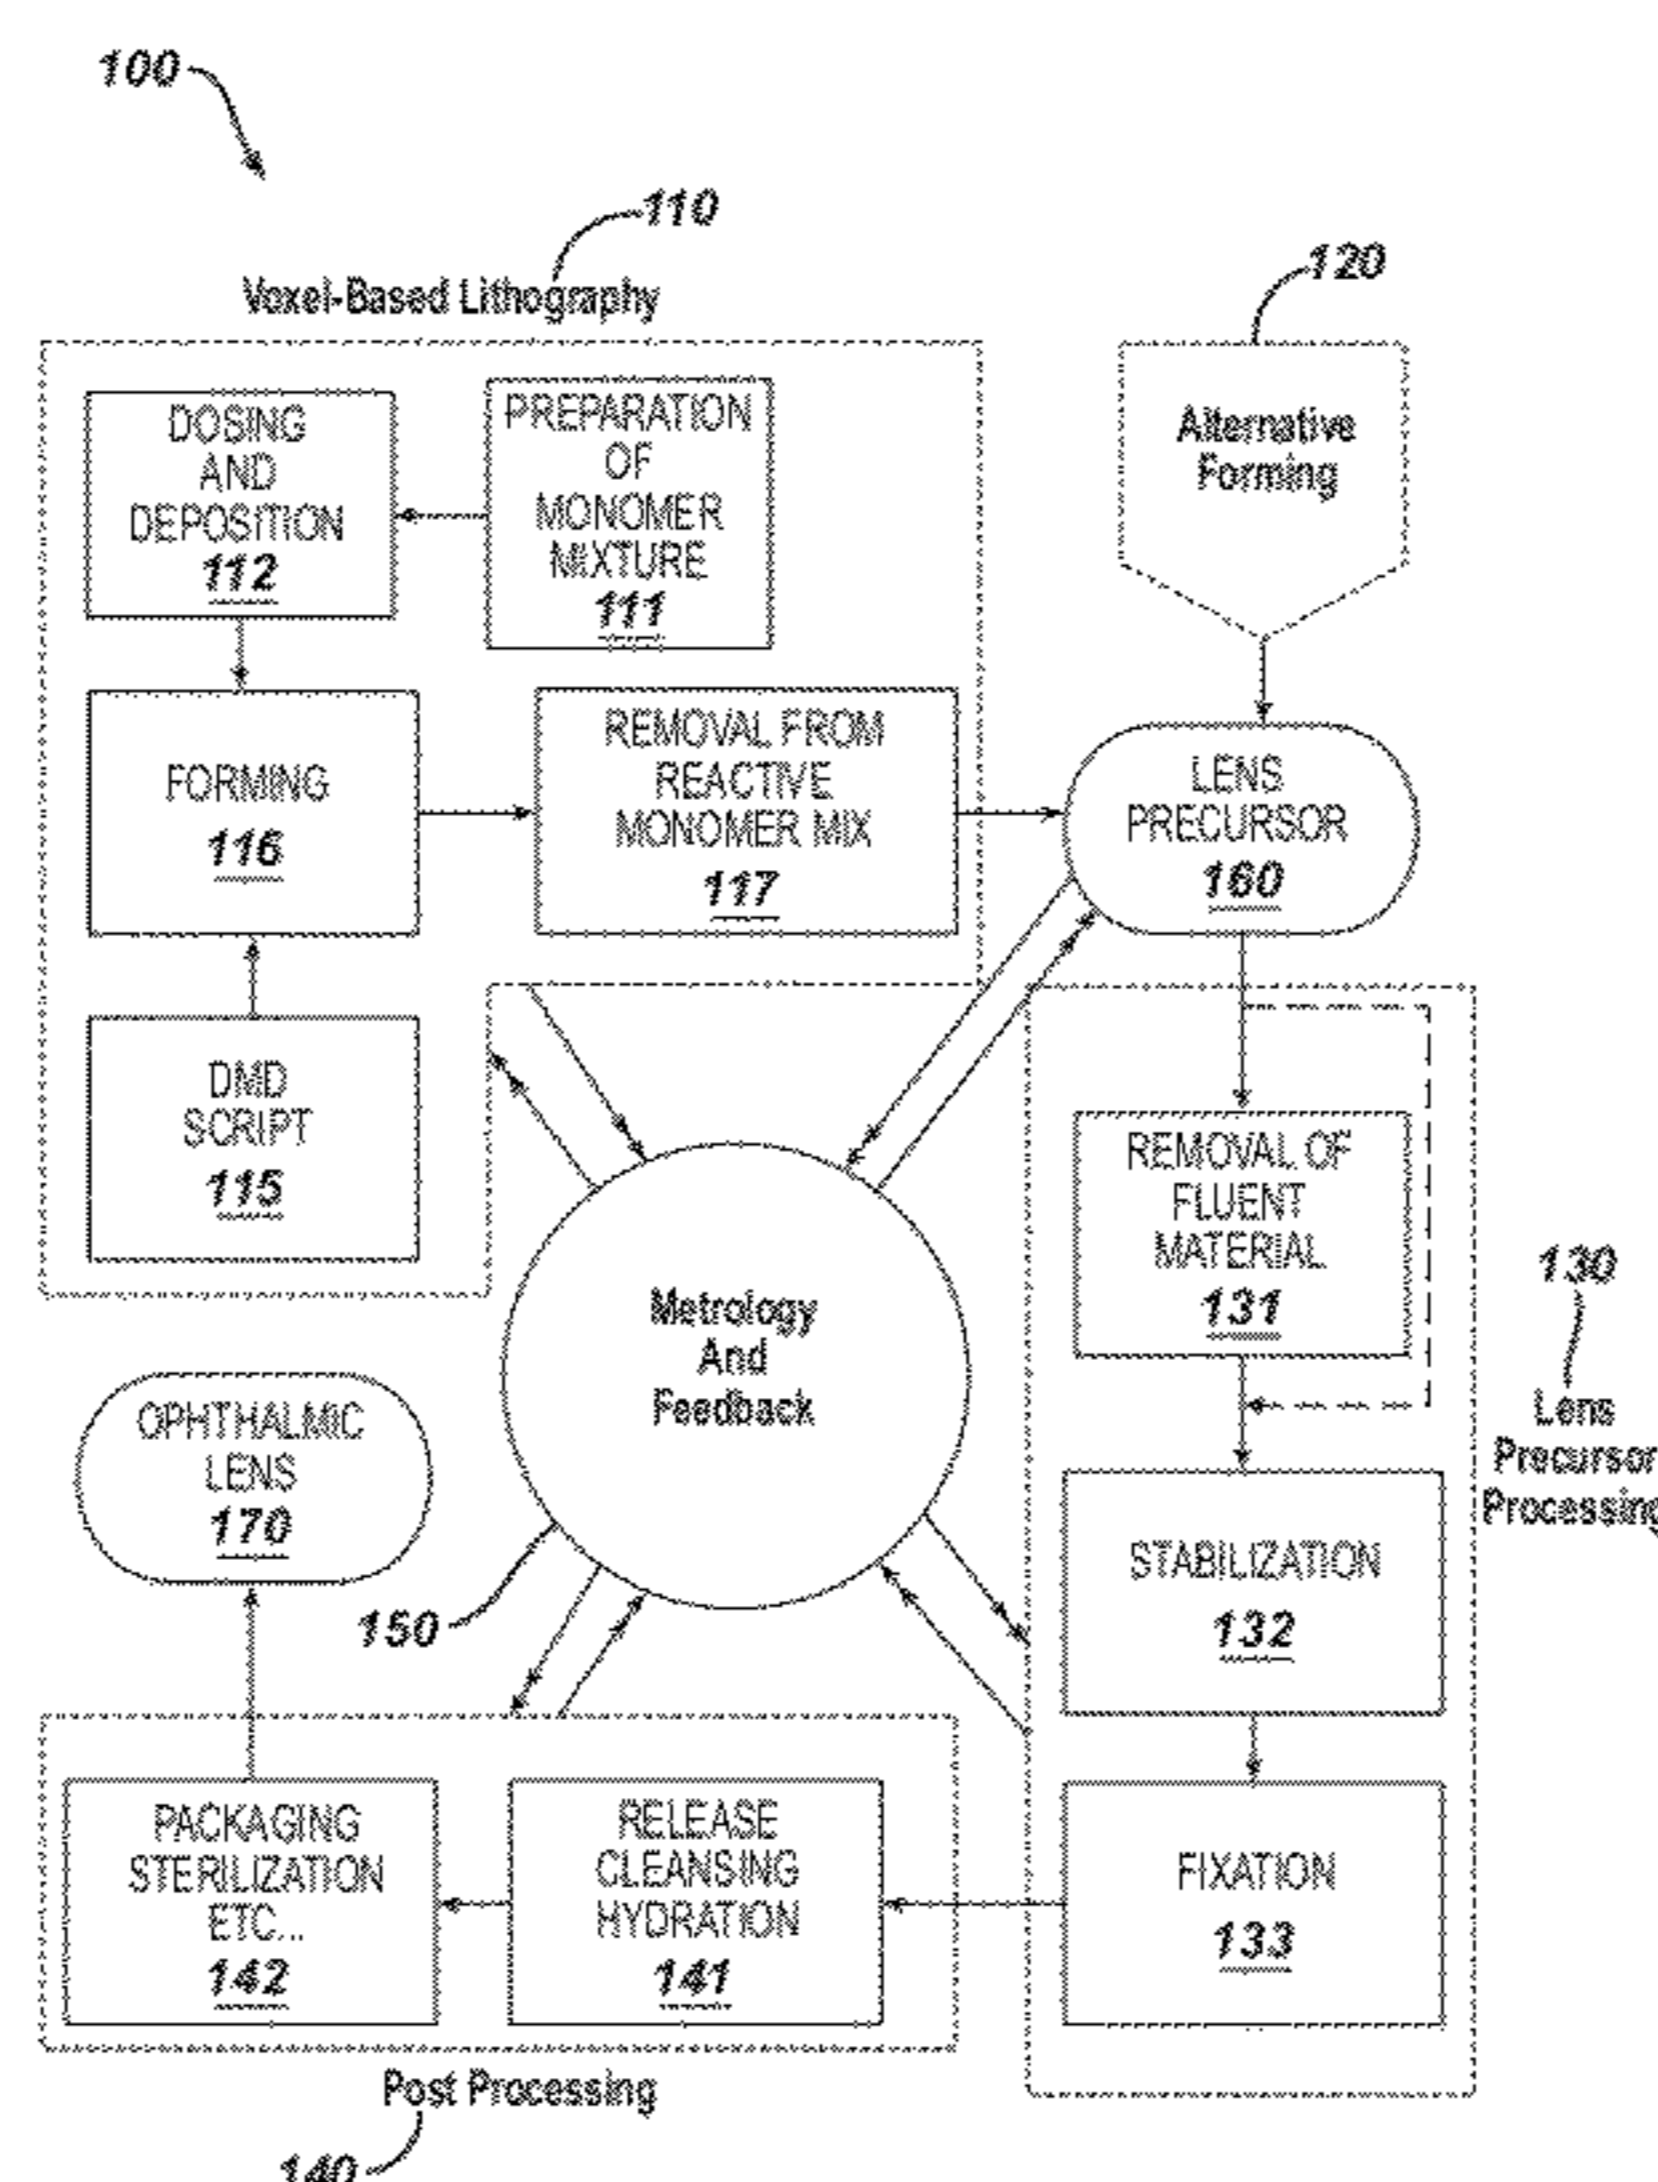 100
110
Voxel-Based Lithography
120
DOSING
AND
DEPOSITION
112
PREPARATION
OF
MONOMER
MIXTURE
111
Alternative
Forming
FORMING
116
REMOVAL FROM
REACTIVE
MONOMER MIX
117
LENS
PRECURSOR
160
DMD
SCRIPT
115
REMOVAL OF
FLUENT
MATERIAL
131
130
Lens
Precursor
Processing
Metrology
And
Feedback
150
OPHTHALMIC
LENS
170
STABILIZATION
132
PACKAGING
STERILIZATION
ETC...
142
RELEASE
CLEANSING
HYDRATION
141
FIXATION
133
Post Processing
140